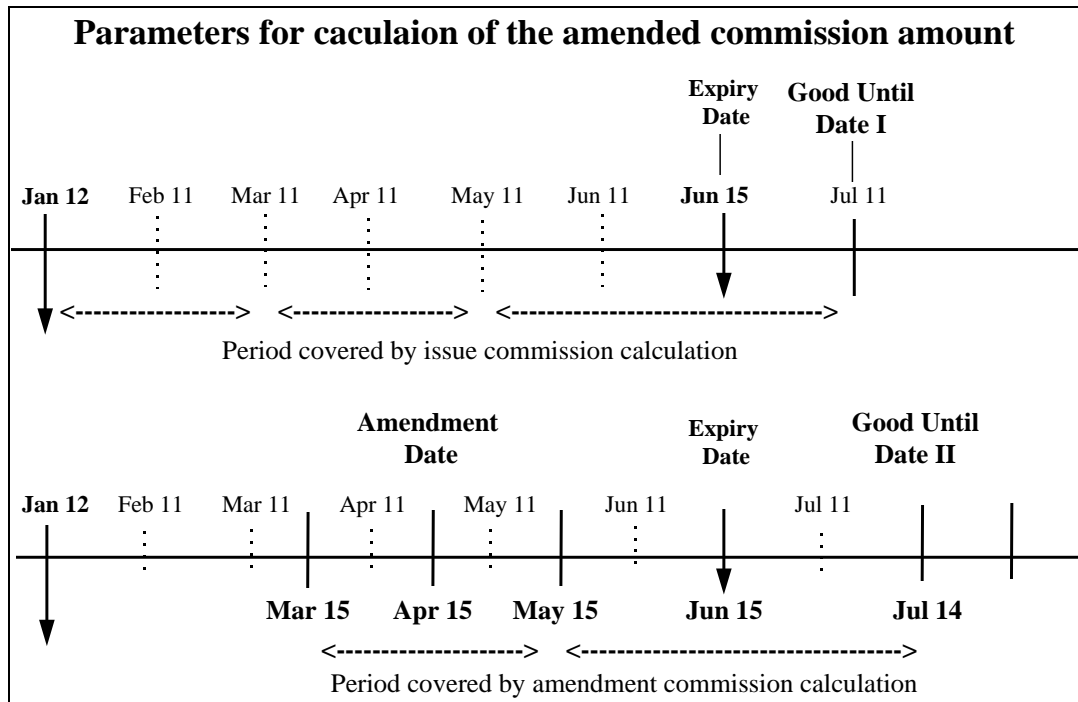 Parameters for caculaion of the amended commission amount
Expiry Date
Good Until Date I
Jan 12 Feb 11 Mar 11 Apr 11 May 11 Jun 11 Jun 15 Jul 11
<--------------------> <------------------> <--------------------------------->
Period covered by issue commission calculation
Amendment Date
Expiry Date
Good Until Date II
Jan 12 Feb 11 Mar 11 Apr 11 May 11 Jun 11 Jul 11
Mar 15 Apr 15 May 15 Jun 15 Jul 14
<--------------------> <--------------------------------->
Period covered by amendment commission calculation